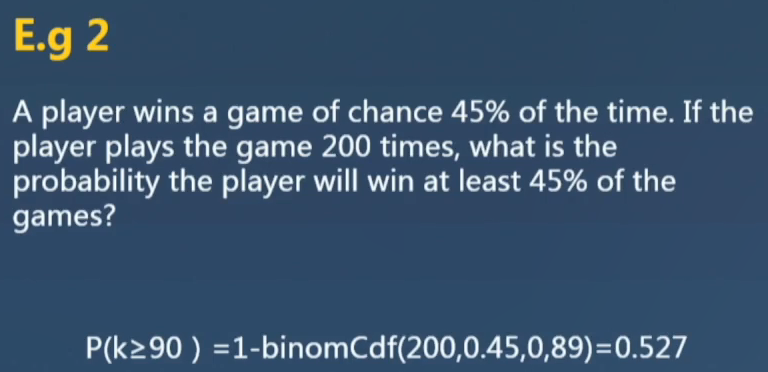 E.g 2
A player wins a game of chance 45% of the time. If the
player plays the game 200 times, what is the
probability the player will win at least 45% of the
games?
P(k≥90 ) =1-binomCdf(200,0.45,0,89)=0.527